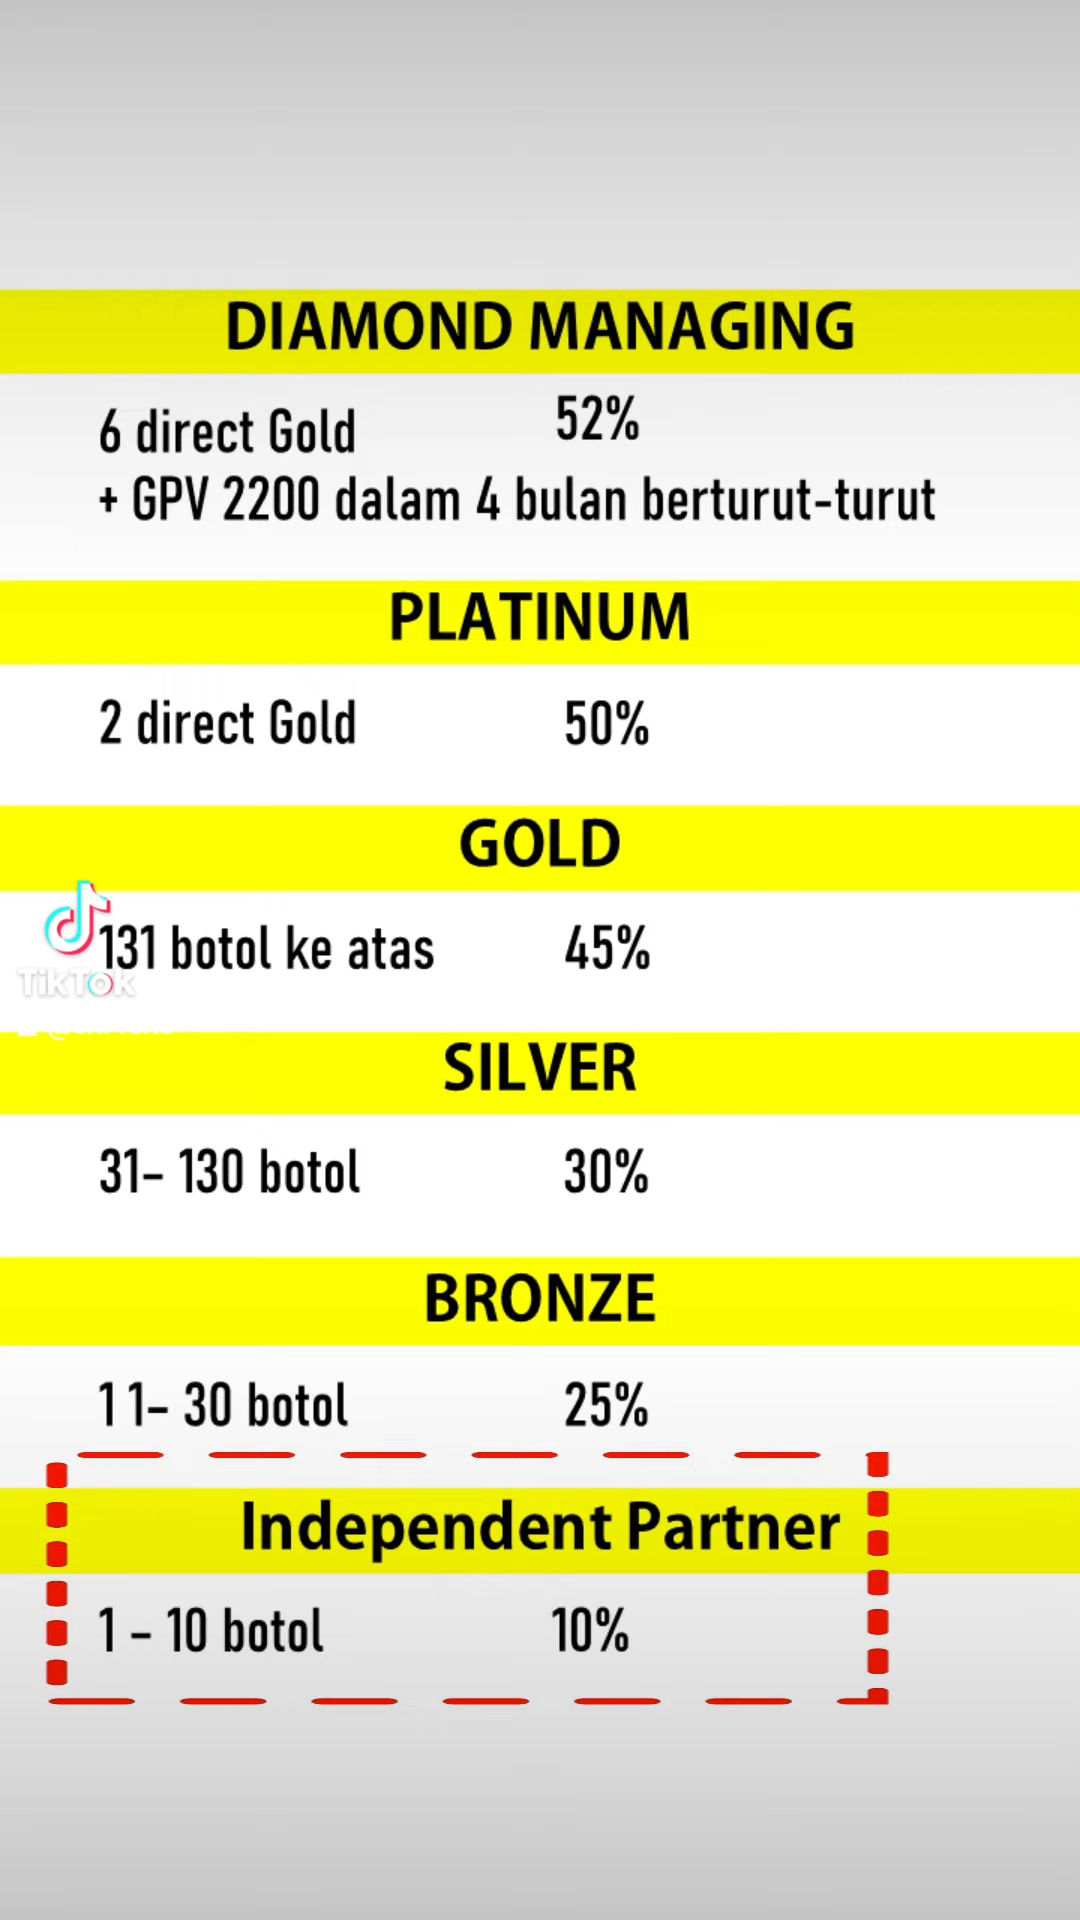 DIAMOND MANAGING
6 direct Gold 52%
+ GPV 2200 dalam 4 bulan berturut-turut
PLATINUM
2 direct Gold 50%
GOLD
131 botol ke atas 45%
TikTok
SILVER
31– 130 botol 30%
BRONZE
1 1– 30 botol 25%
Independent Partner
1 – 10 botol 10%